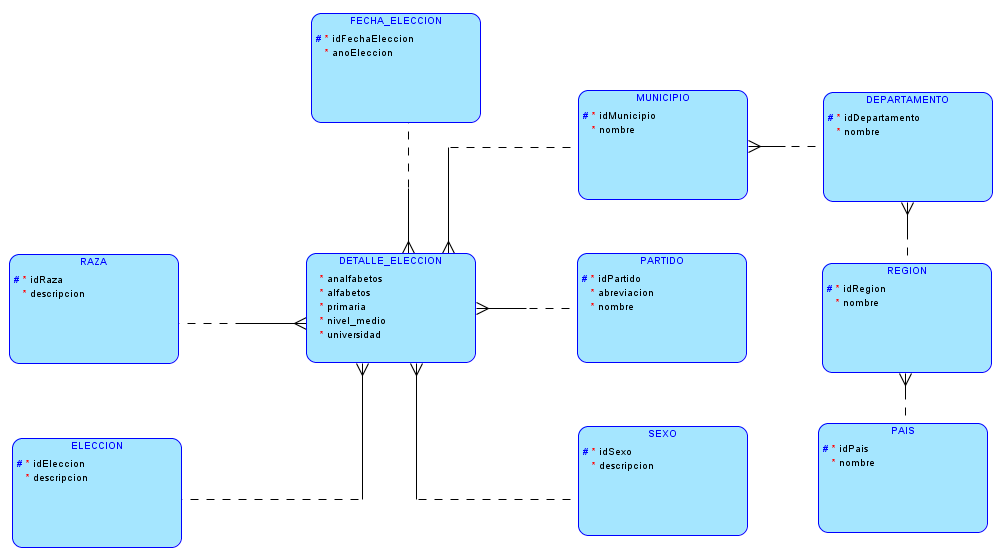 FECHA_ELECCION
# * idFechaEleccion
* anoEleccion
MUNICIPIO
# * idMunicipio
* nombre
DEPARTAMENTO
# * idDepartamento
* nombre
RAZA
# * idRaza
* descripcion
DETALLE_ELECCION
* analfabetos
* alfabetos
* primaria
* nivel_medio
* universidad
PARTIDO
# * idPartido
* abreviacion
* nombre
REGION
# * idRegion
* nombre
ELECCION
# * idEleccion
* descripcion
SEXO
# * idSexo
* descripcion
PAIS
# * idPais
* nombre